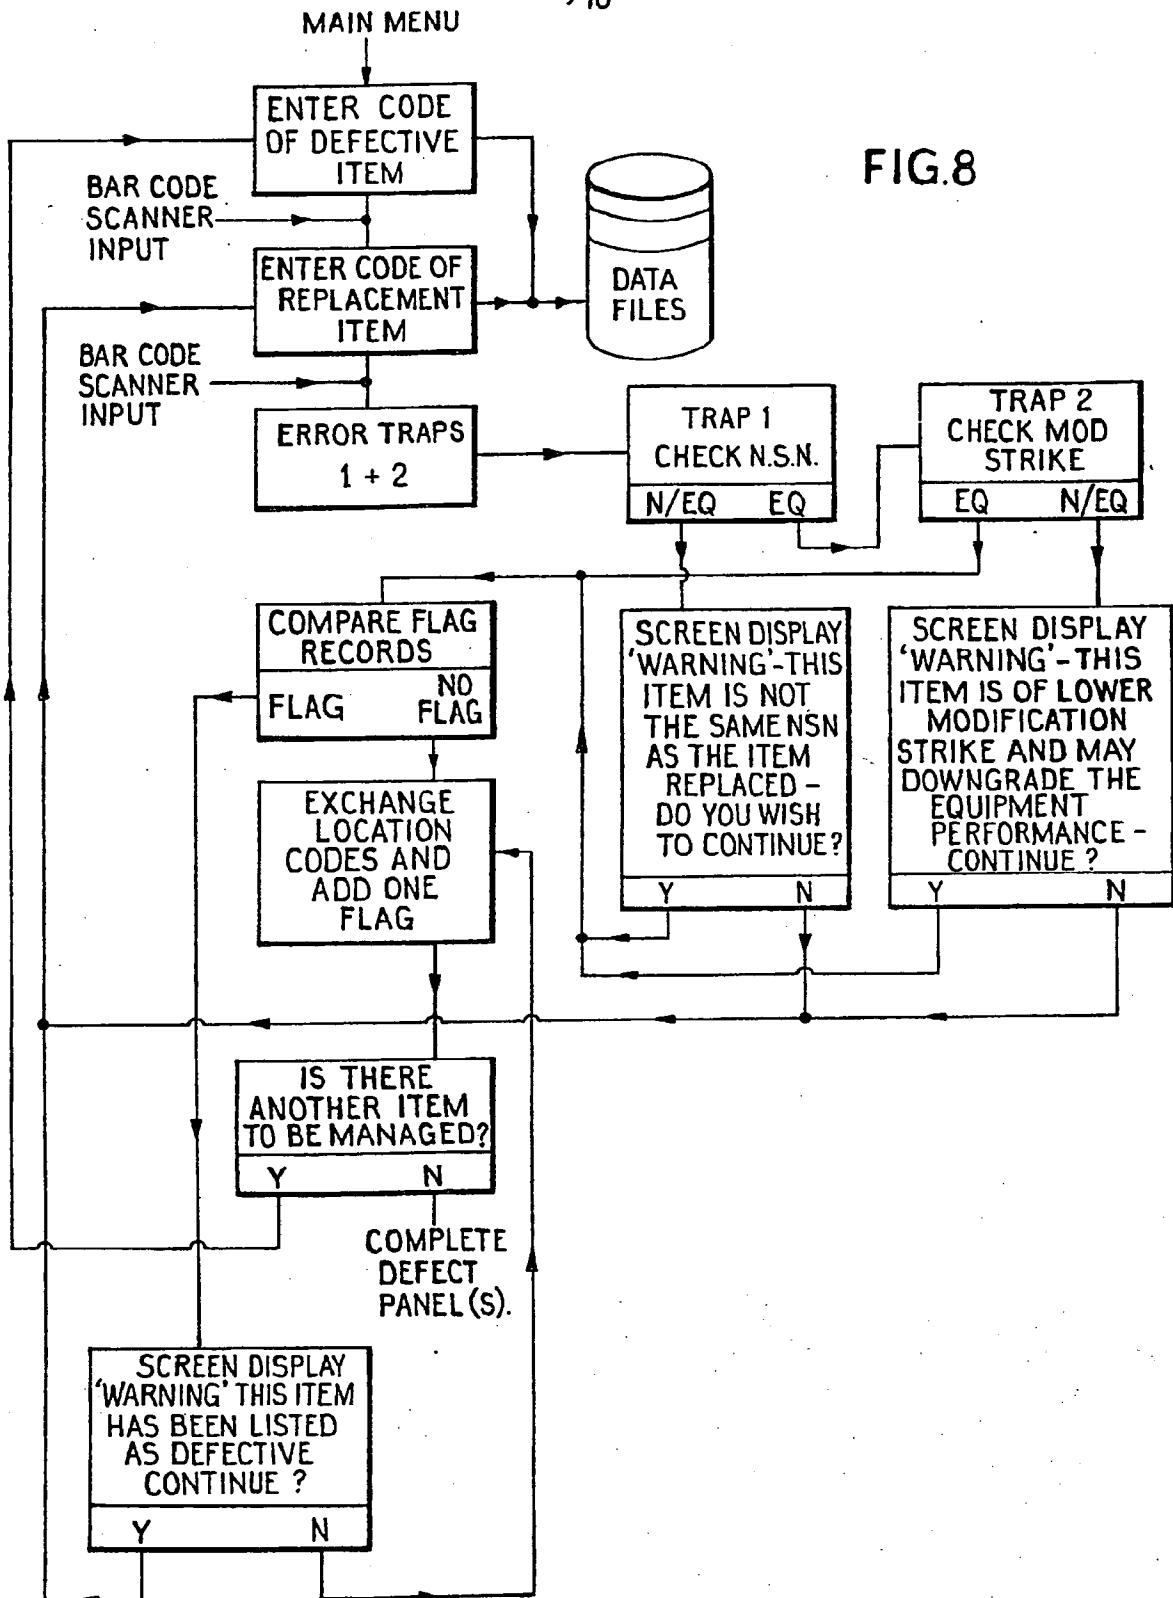 MAIN MENU
ENTER CODE
OF DEFECTIVE
ITEM
FIG.8
BAR CODE
SCANNER
INPUT
ENTER CODE OF
REPLACEMENT
ITEM
DATA
FILES
BAR CODE
SCANNER
INPUT
ERROR TRAPS
1 + 2
TRAP 1
CHECK N.S.N.
N/EQ EQ
TRAP 2
CHECK MOD
STRIKE
EQ N/EQ
COMPARE FLAG
RECORDS
FLAG
NO
FLAG
SCREEN DISPLAY
'WARNING'-THIS
ITEM IS NOT
THE SAME NSN
AS THE ITEM
REPLACED -
DO YOU WISH
TO CONTINUE?
Y N
SCREEN DISPLAY
'WARNING'-THIS
ITEM IS OF LOWER
MODIFICATION
STRIKE AND MAY
DOWNGRADE THE
EQUIPMENT
PERFORMANCE-
CONTINUE ?
Y N
EXCHANGE
LOCATION
CODES AND
ADD ONE
FLAG
IS THERE
ANOTHER ITEM
TO BE MANAGED?
Y N
COMPLETE
DEFECT
PANEL(S).
SCREEN DISPLAY
'WARNING' THIS ITEM
HAS BEEN LISTED
AS DEFECTIVE
CONTINUE ?
Y N